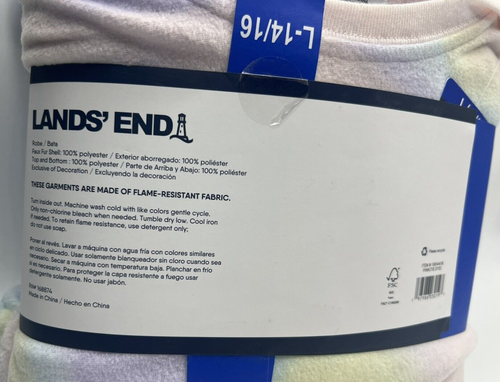 L-14/16
LANDS' END
Robe / Bata
Faux Fur Shell: 100% polyester / Exterior aborregado: 100% poliéster
Top and Bottom : 100% polyester / Parte de Arriba y Abajo: 100% poliéster
Exclusive of Decoration / Excluyendo la decoración
THESE GARMENTS ARE MADE OF FLAME-RESISTANT FABRIC.
Turn inside out. Machine wash cold with like colors gentle cycle.
Only non-chlorine bleach when needed. Tumble dry low. Cool iron
if needed. To retain flame resistance, use detergent only;
do not use soap.
Poner al revés. Lavar a máquina con agua fría con colores similares
en ciclo delicado. Usar solamente blanqueador sin cloro cuando sea
necesario. Secar a máquina con temperatura baja. Planchar en frío
si es necesario. Para proteger la capa resistente a fuego usar
detergente solamente. No usar jabón.
Made in China / Hecho en China
FSC